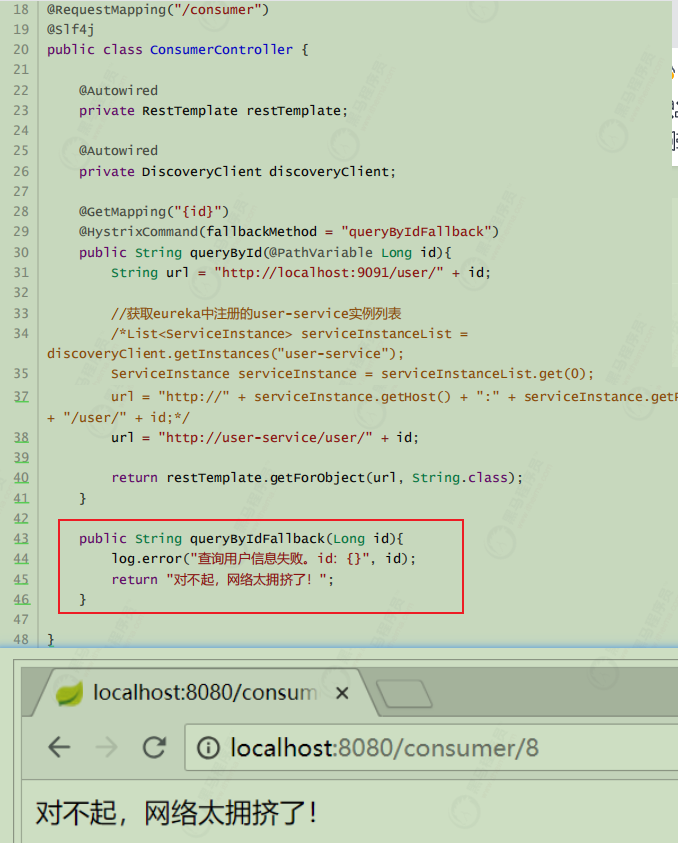 18 @RequestMapping("/consumer")
19 @Slf4j
20 public class ConsumerController {
21
22 @Autowired
23 private RestTemplate restTemplate;
24
25 @Autowired
26 private DiscoveryClient discoveryClient;
27
28 @GetMapping("{id}")
29 @HystrixCommand(fallbackMethod = "queryByIdFallback")
30 public String queryById(@PathVariable Long id){
31 String url = "http://localhost:9091/user/" + id;
32
33 //获取eureka中注册的user-service实例列表
34 /*List<ServiceInstance> serviceInstanceList =
discoveryClient.getInstances("user-service");
35 ServiceInstance serviceInstance = serviceInstanceList.get(0);
37 url = "http://" + serviceInstance.getHost() + ":" + serviceInstance.getP
+ "/user/" + id;*/
38 url = "http://user-service/user/" + id;
39
40 return restTemplate.getForObject(url, String.class);
41 }
42
43 public String queryByIdFallback(Long id){
44 log.error("查询用户信息失败。id：{}", id);
45 return "对不起，网络太拥挤了！";
46 }
47
48 }
localhost:8080/consum
localhost:8080/consumer/8
对不起，网络太拥挤了！